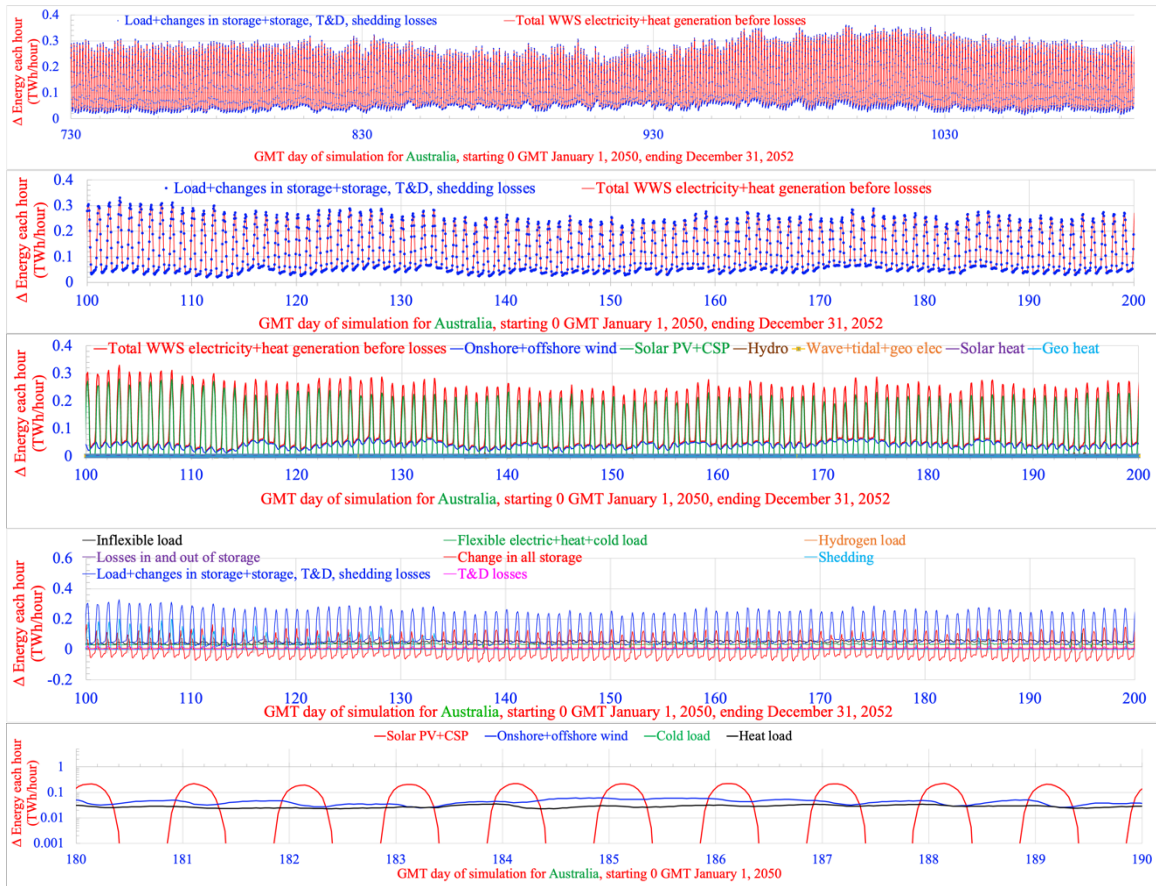 Load+changes in storage+storage, T&D, shedding losses Total WWS electricity+heat generation before losses
Δ Energy each hour
(TWh/hour)
0.4
0.3
0.2
0.1
0
730 830 930 1030
GMT day of simulation for Australia, starting 0 GMT January 1, 2050, ending December 31, 2052
Load+changes in storage+storage, T&D, shedding losses Total WWS electricity+heat generation before losses
Δ Energy each hour
(TWh/hour)
0.4
0.3
0.2
0.1
0
100 110 120 130 140 150 160 170 180 190 200
GMT day of simulation for Australia, starting 0 GMT January 1, 2050, ending December 31, 2052
Total WWS electricity+heat generation before losses Onshore+offshore wind Solar PV+CSP Hydro Wave+tidal+geo elec Solar heat Geo heat
Δ Energy each hour
(TWh/hour)
0.4
0.3
0.2
0.1
0
100 110 120 130 140 150 160 170 180 190 200
GMT day of simulation for Australia, starting 0 GMT January 1, 2050, ending December 31, 2052
Inflexible load Flexible electric+heat+cold load Hydrogen load
Losses in and out of storage Change in all storage Shedding
Load+changes in storage+storage, T&D, shedding losses T&D losses
Δ Energy each hour
(TWh/hour)
0.6
0.4
0.2
0
-0.2
100 110 120 130 140 150 160 170 180 190 200
GMT day of simulation for Australia, starting 0 GMT January 1, 2050, ending December 31, 2052
Solar PV+CSP Onshore+offshore wind Cold load Heat load
Δ Energy each hour
(TWh/hour)
1
0.1
0.01
0.001
180 181 182 183 184 185 186 187 188 189 190
GMT day of simulation for Australia, starting 0 GMT January 1, 2050